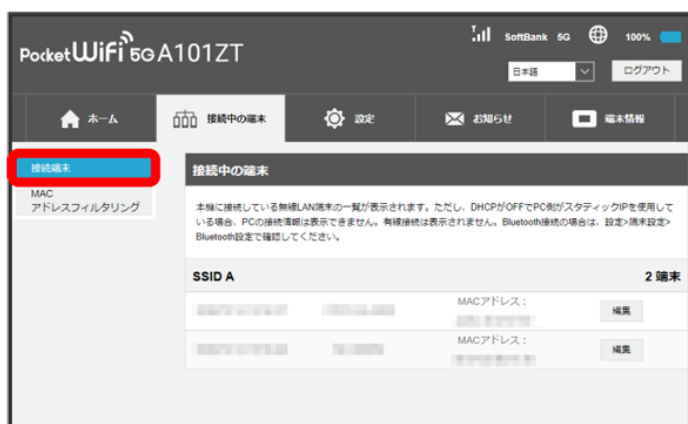 SoftBank 5G 100%
Pocket WiFi 5G A101ZT
日本語 ログアウト
ホーム 接続中の端末 設定 お知らせ 端末情報
接続端末
MAC
アドレスフィルタリング
接続中の端末
本機に接続している無線LAN端末の一覧が表示されます。ただし、DHCPがOFFでPC側がスタティックIPを使用して
いる場合、PCの接続情報は表示できません。有線接続は表示されません。Bluetooth接続の場合は、設定>端末設定>
Bluetooth設定で確認してください。
SSID A 2 端末
MACアドレス：
編集
MACアドレス：
編集